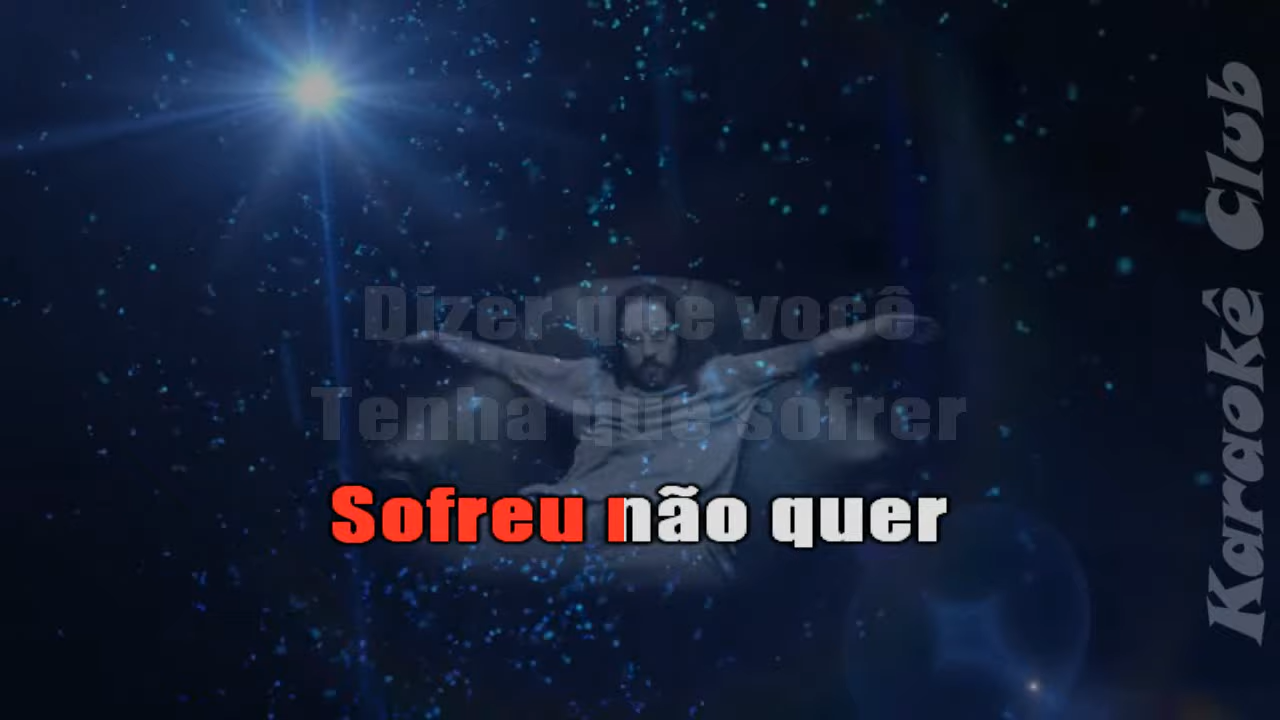 Dizer que você
Tenha que sofrer
Sofreu não quer
Karaokê Club